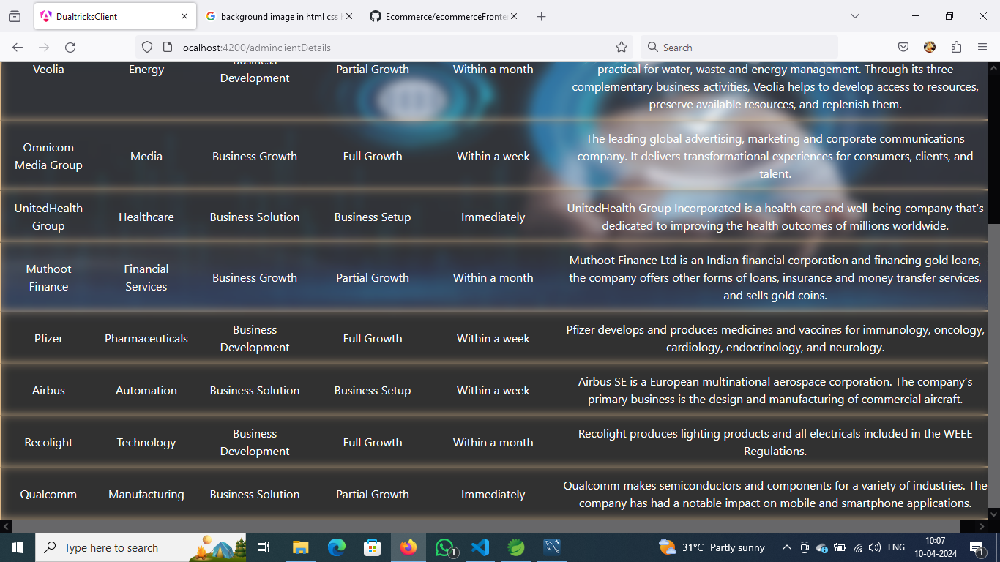 DualtricksClient
background image in html css
Ecommerce/ecommerceFronte
localhost:4200/adminclientDetails
Search
Veolia Energy Business Development Partial Growth Within a month
practical for water, waste and energy management. Through its three
complementary business activities, Veolia helps to develop access to resources,
preserve available resources, and replenish them.
Omnicom
Media Group
Media
Business Growth
Full Growth
Within a week
The leading global advertising, marketing and corporate communications
company. It delivers transformational experiences for consumers, clients, and
talent.
UnitedHealth
Group
Healthcare
Business Solution
Business Setup
Immediately
UnitedHealth Group Incorporated is a health care and well-being company that's
dedicated to improving the health outcomes of millions worldwide.
Muthoot
Finance
Financial
Services
Business Growth
Partial Growth
Within a month
Muthoot Finance Ltd is an Indian financial corporation and financing gold loans,
the company offers other forms of loans, insurance and money transfer services,
and sells gold coins.
Pfizer
Pharmaceuticals
Business
Development
Full Growth
Within a week
Pfizer develops and produces medicines and vaccines for immunology, oncology,
cardiology, endocrinology, and neurology.
Airbus
Automation
Business Solution
Business Setup
Within a week
Airbus SE is a European multinational aerospace corporation. The company’s
primary business is the design and manufacturing of commercial aircraft.
Recolight
Technology
Business
Development
Full Growth
Within a month
Recolight produces lighting products and all electricals included in the WEEE
Regulations.
Qualcomm
Manufacturing
Business Solution
Partial Growth
Immediately
Qualcomm makes semiconductors and components for a variety of industries. The
company has had a notable impact on mobile and smartphone applications.
Type here to search
1
31°C Partly sunny
ENG
10:07
10-04-2024
1